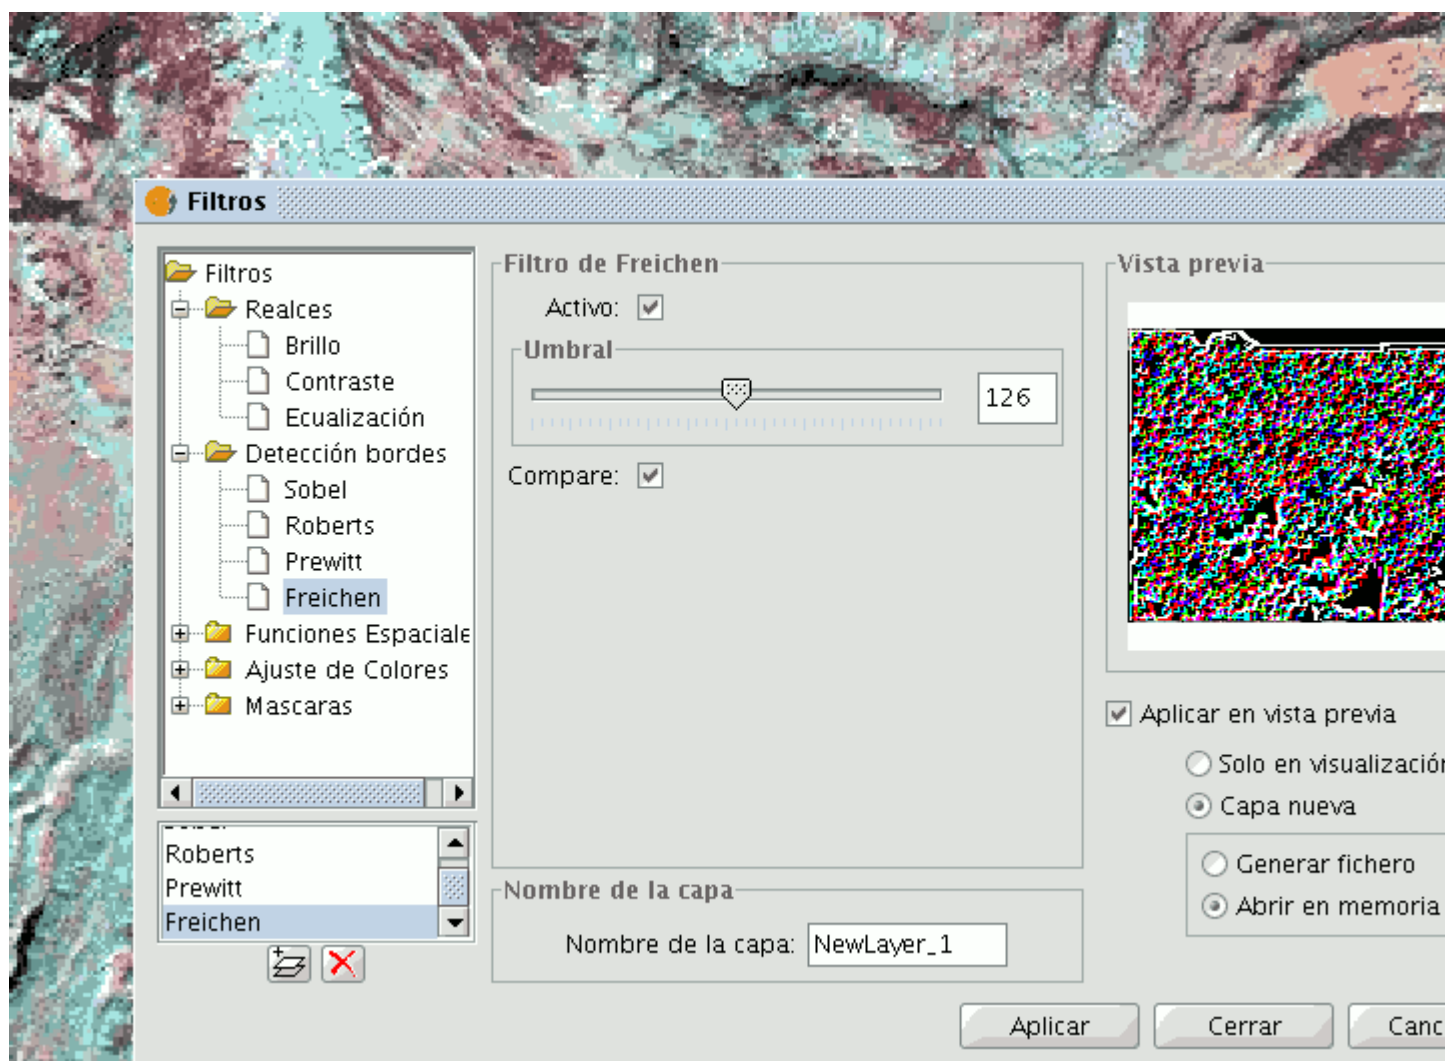 Filtros
Filtros
Realces
Brillo
Contraste
Ecualización
Detección bordes
Sobel
Roberts
Prewitt
Freichen
Funciones Espaciale
Ajuste de Colores
Mascaras
Roberts
Prewitt
Freichen
Filtro de Freichen
Activo:
Umbral
126
Compare:
Nombre de la capa
Nombre de la capa: NewLayer_1
Vista previa
Aplicar en vista previa
Solo en visualización
Capa nueva
Generar fichero
Abrir en memoria
Aplicar Cerrar Canc